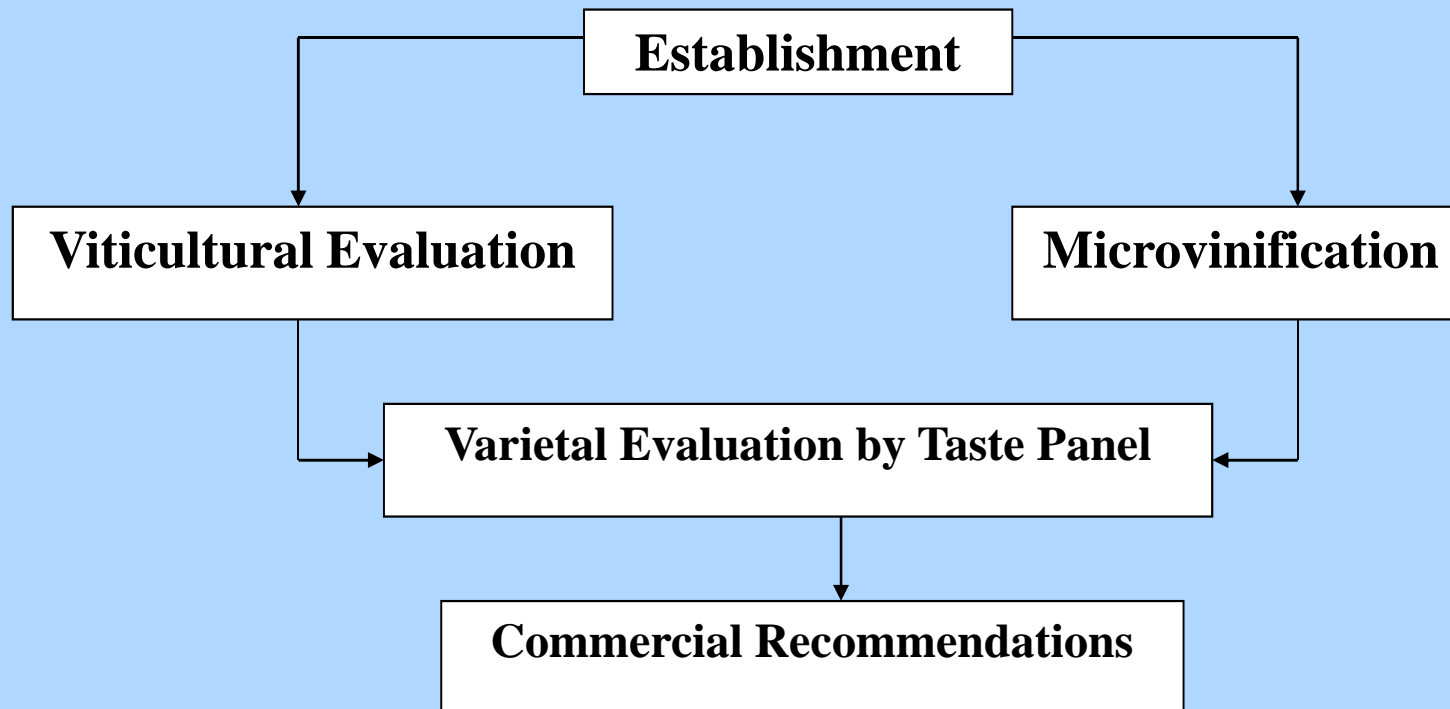 Establishment
Viticultural Evaluation
Microvinification
Varietal Evaluation by Taste Panel
Commercial Recommendations